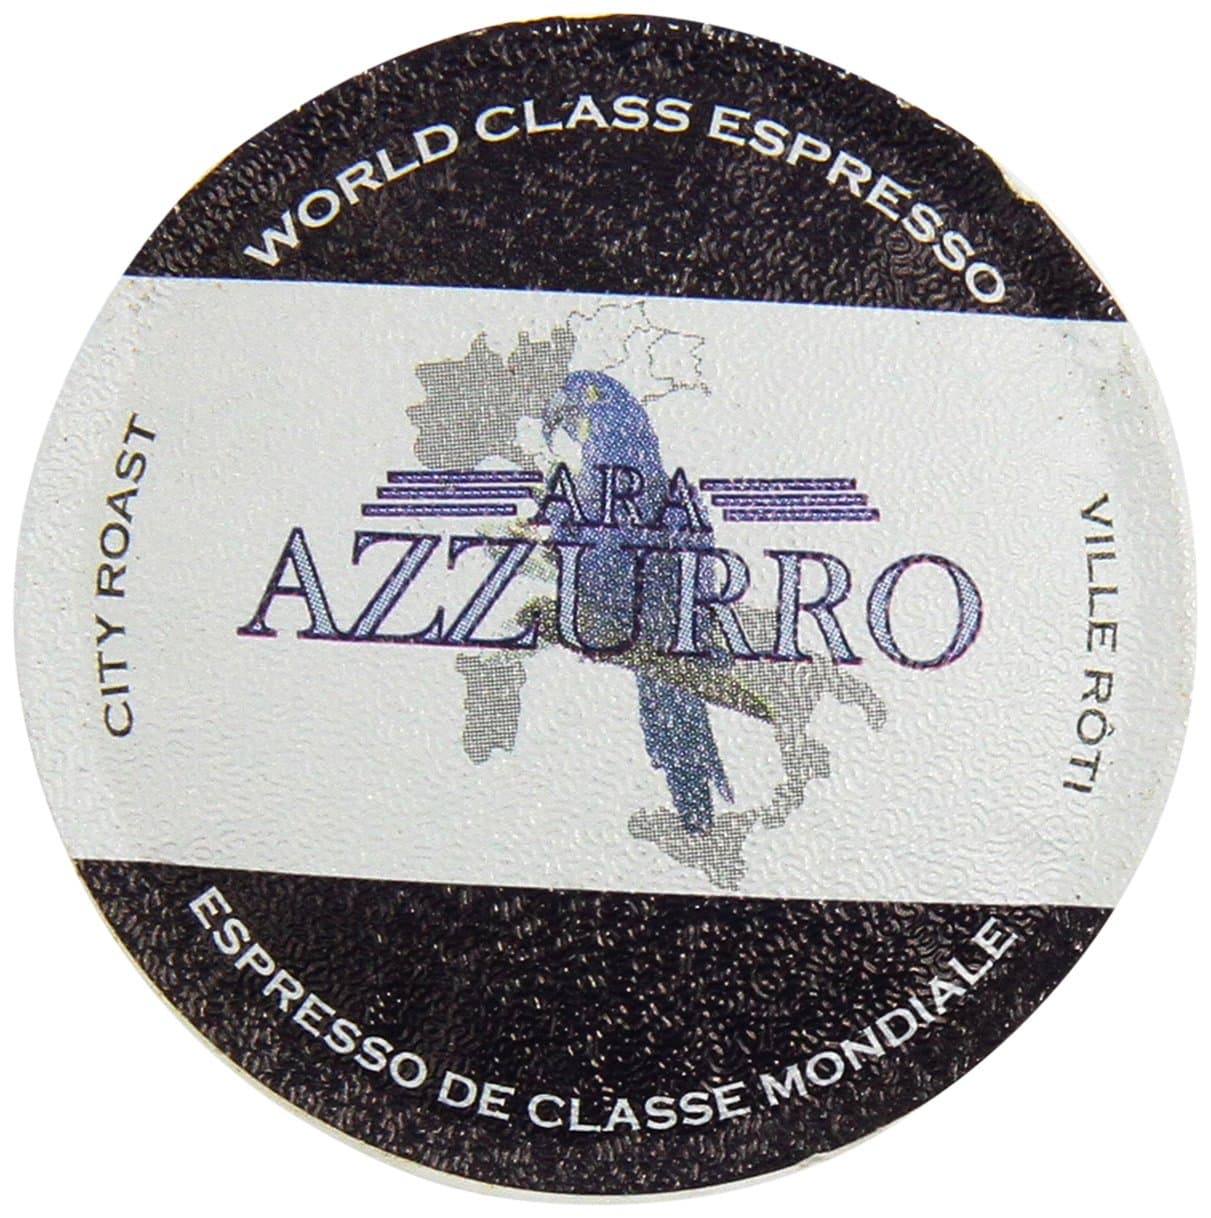 WORLD CLASS ESPRESSO
CITY ROAST
ARA
AZZURRO
VILLE RÔTI
ESPRESSO DE CLASSE MONDIALE